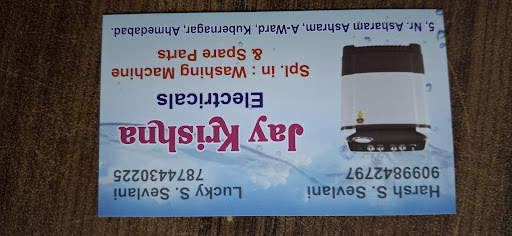 Harsh S. Sevlani Lucky S. Sevlani
9099842797 7874430225
Jay Krishna
Electricals
Spl. in : Washing Machine
& Spare Parts
5, Nr. Asharam Ashram, A-Ward, Kubernagar, Ahmedabad.